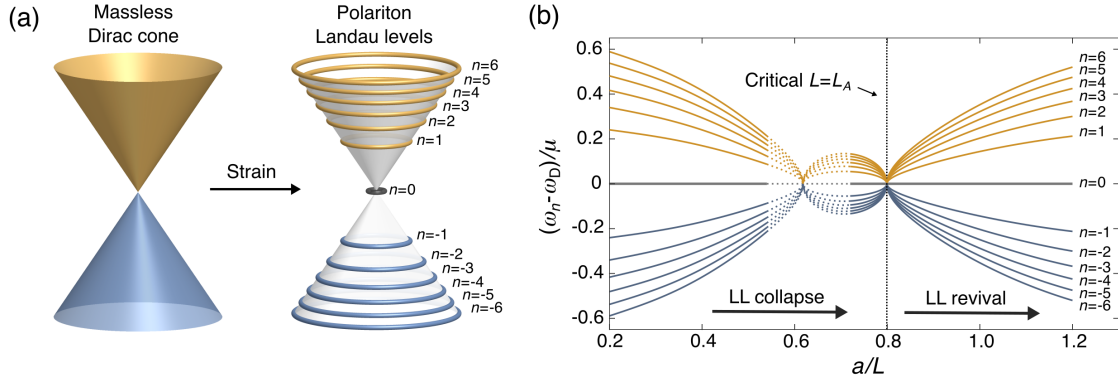 (a)
Massless
Dirac cone
Polariton
Landau levels
Strain
n=6
n=5
n=4
n=3
n=2
n=1
n=0
n=-1
n=-2
n=-3
n=-4
n=-5
n=-6
(b)
(ωn-ωD)/μ
0.6
0.4
0.2
0
-0.2
-0.4
-0.6
Critical L=LA
n=6
n=5
n=4
n=3
n=2
n=1
n=0
n=-1
n=-2
n=-3
n=-4
n=-5
n=-6
LL collapse
LL revival
0.2
0.4
0.6
0.8
1.0
1.2
a/L